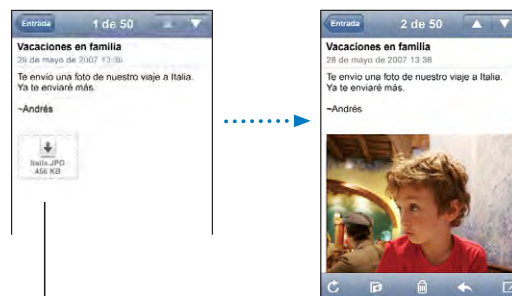 Entrada 1 de 50
Vacaciones en familia
28 de mayo de 2007 13:36
Te envío una foto de nuestro viaje a Italia.
Ya te enviaré más.
~Andrés
Italia.JPG
456 KB
Entrada 2 de 50
Vacaciones en familia
28 de mayo de 2007 13:36
Te envío una foto de nuestro viaje a Italia.
Ya te enviaré más.
~Andrés